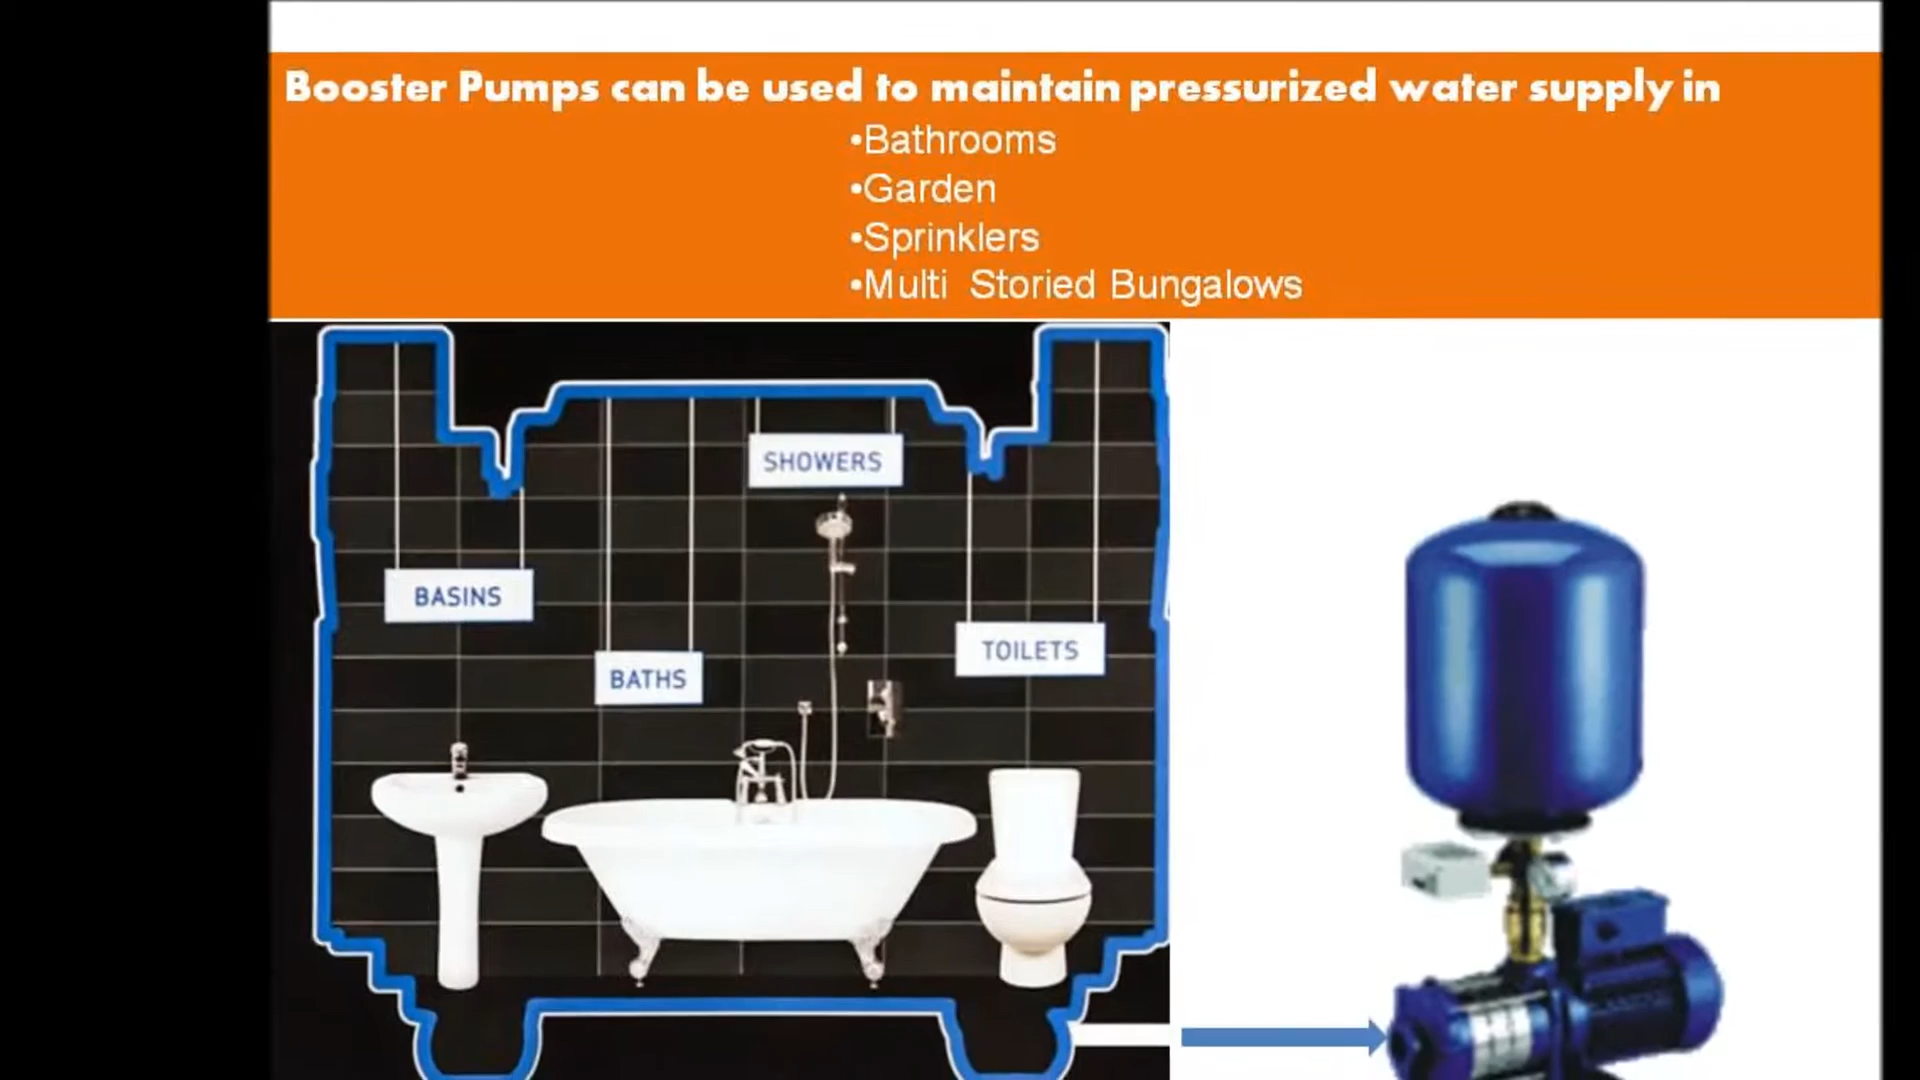 Booster Pumps can be used to maintain pressurized water supply in
•Bathrooms
•Garden
•Sprinklers
•Multi  Storied Bungalows
SHOWERS
BASINS
TOILETS
BATHS